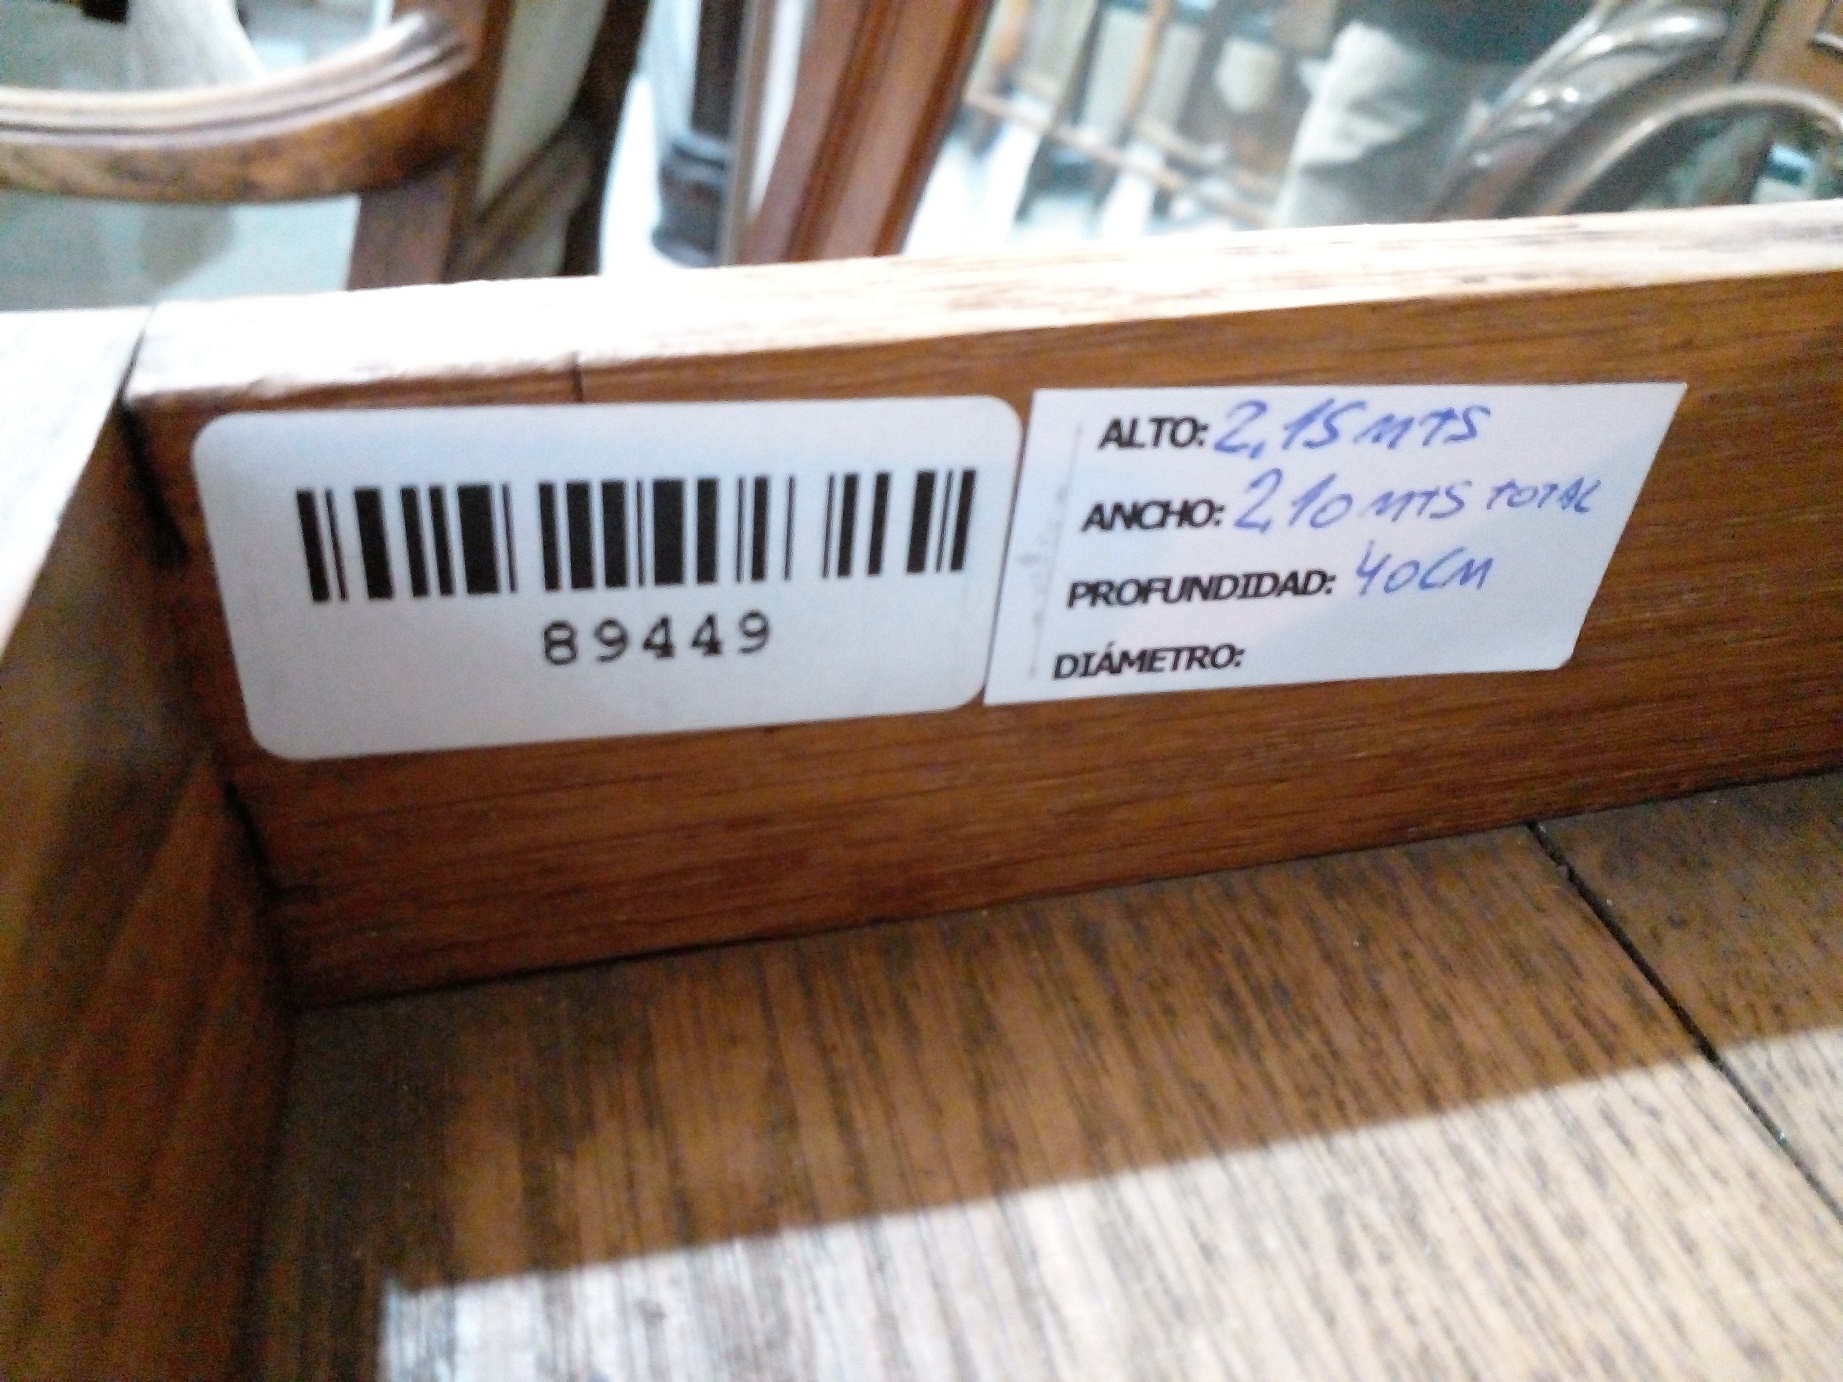 89449
ALTO: 2,15 MTS
ANCHO: 2,10 MTS TOTAL
PROFUNDIDAD: 40CM
DIÁMETRO: